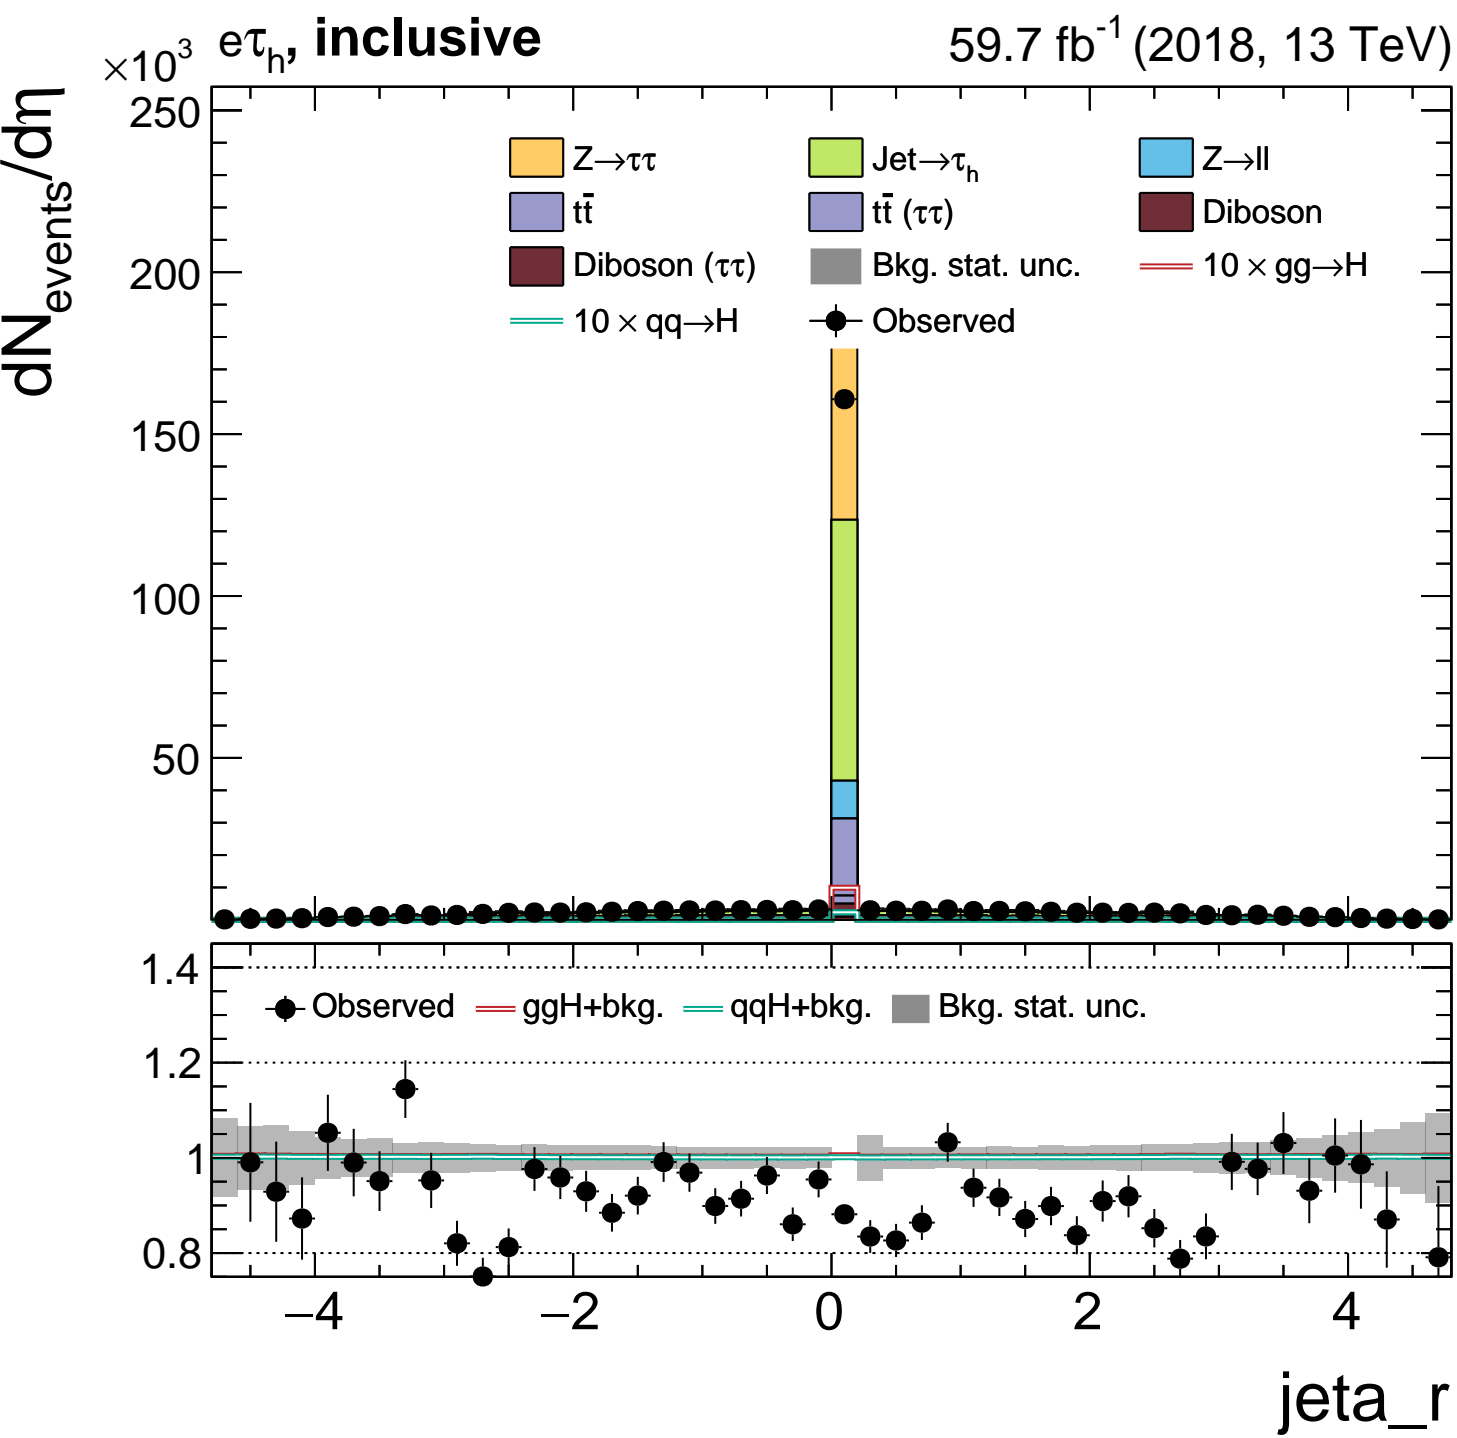 ×10³ eτₕ, inclusive 59.7 fb⁻¹ (2018, 13 TeV)
dN_events/dη
250
200
150
100
50
Z→ττ Jet→τₕ Z→ll
tt̄ tt̄ (ττ) Diboson
Diboson (ττ) Bkg. stat. unc. 10 × gg→H
10 × qq→H Observed
1.4
1.2
1
0.8
Observed ggH+bkg. qqH+bkg. Bkg. stat. unc.
−4 −2 0 2 4
jeta_r